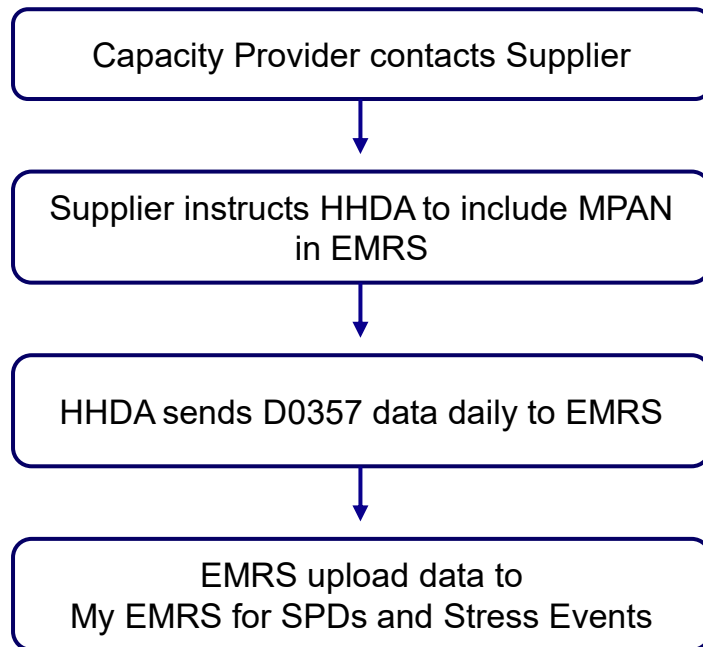 Capacity Provider contacts Supplier
Supplier instructs HHDA to include MPAN
in EMRS
HHDA sends D0357 data daily to EMRS
EMRS upload data to
My EMRS for SPDs and Stress Events